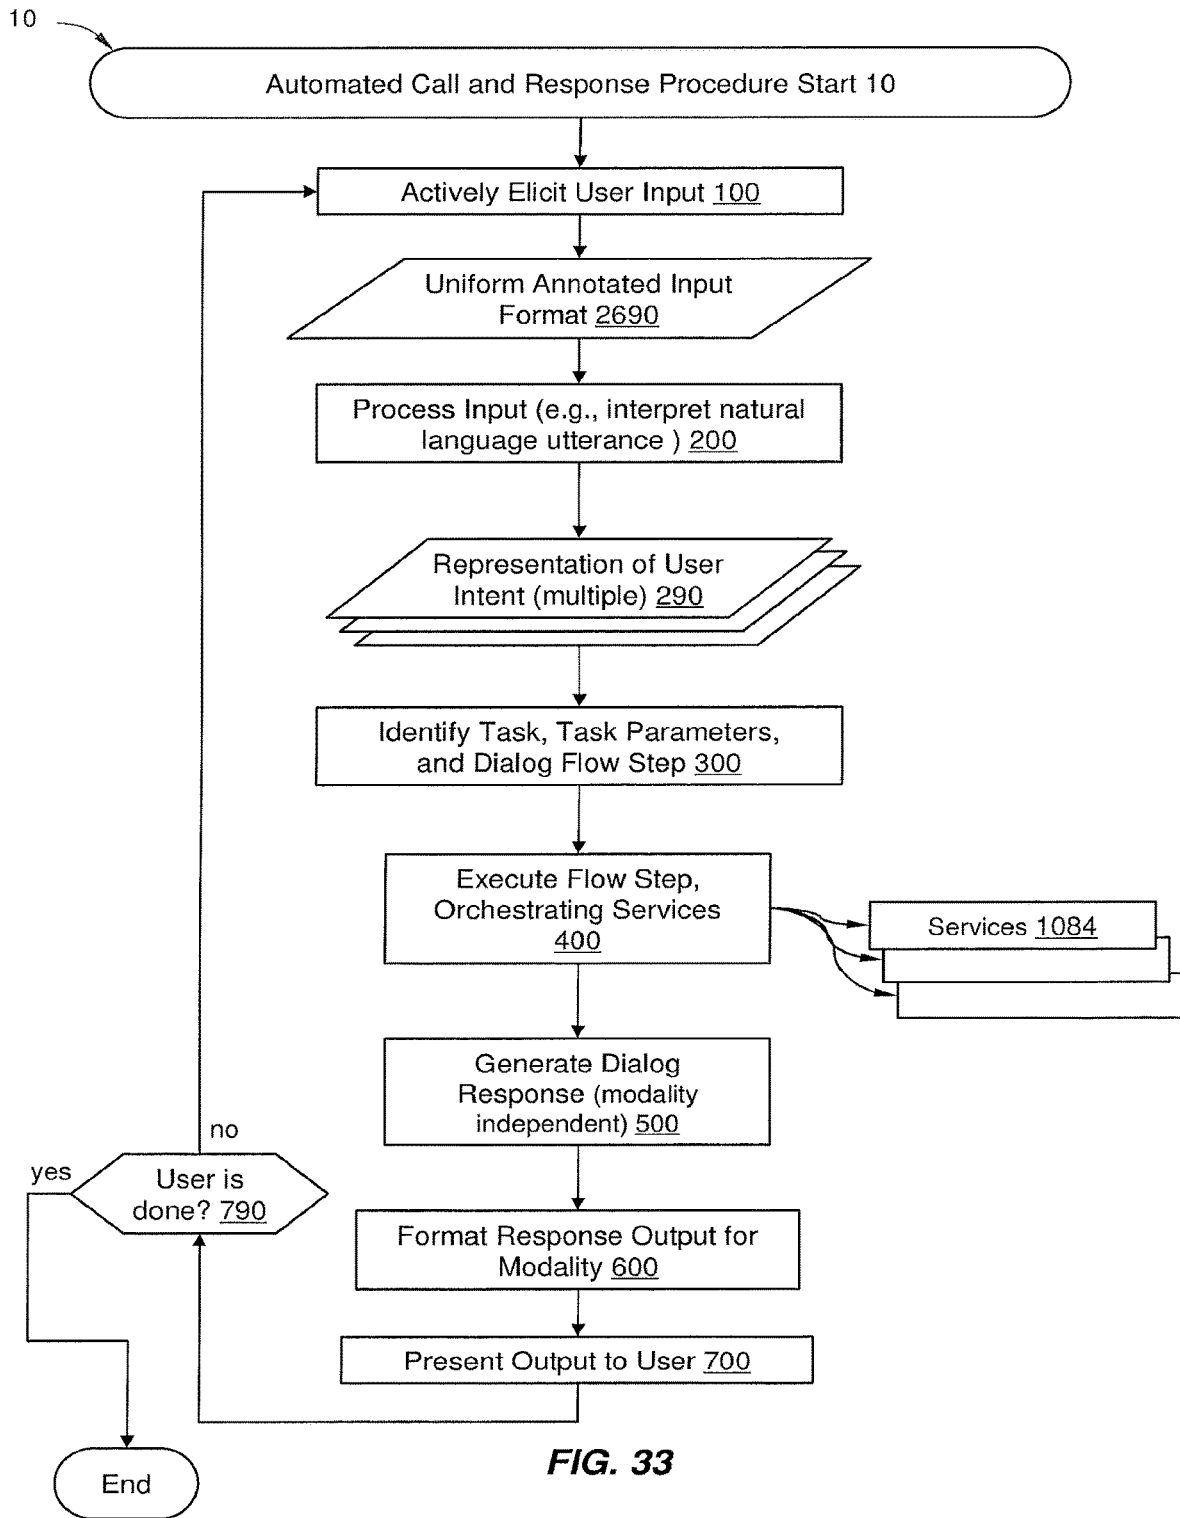 10
Automated Call and Response Procedure Start 10
Actively Elicit User Input 100
Uniform Annotated Input
Format 2690
Process Input (e.g., interpret natural
language utterance ) 200
Representation of User
Intent (multiple) 290
Identify Task, Task Parameters,
and Dialog Flow Step 300
Execute Flow Step,
Orchestrating Services
400
Services 1084
Generate Dialog
Response (modality
independent) 500
no
yes
User is
done? 790
Format Response Output for
Modality 600
Present Output to User 700
End
FIG. 33